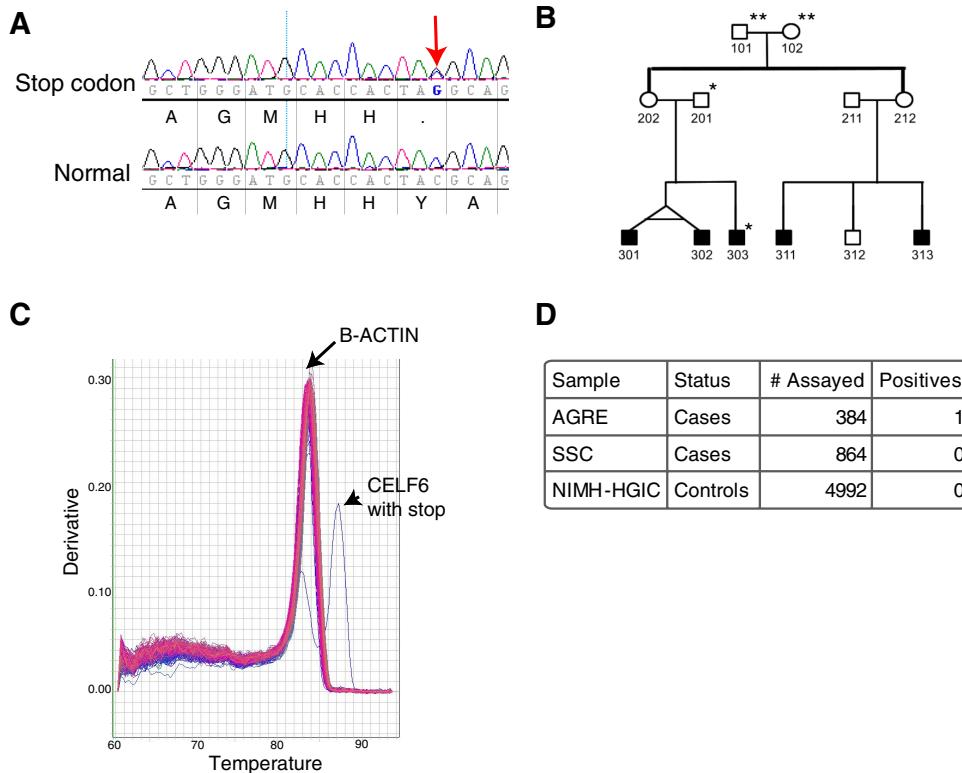 A
Stop codon
G C T G G G A T G C A C C A C T A G G C A G
A G M H H .
Normal
G C T G G G A T G C A C C A C T A C G C A G
A G M H H Y A
B
** **
101 102
*
202 201 211 212
*
301 302 303 311 312 313
C
B-ACTIN
CELF6
with stop
Derivative
0.30
0.20
0.10
0.00
60 70 80 90
Temperature
D
Sample Status # Assayed Positives
AGRE Cases 384 1
SSC Cases 864 0
NIMH-HGIC Controls 4992 0